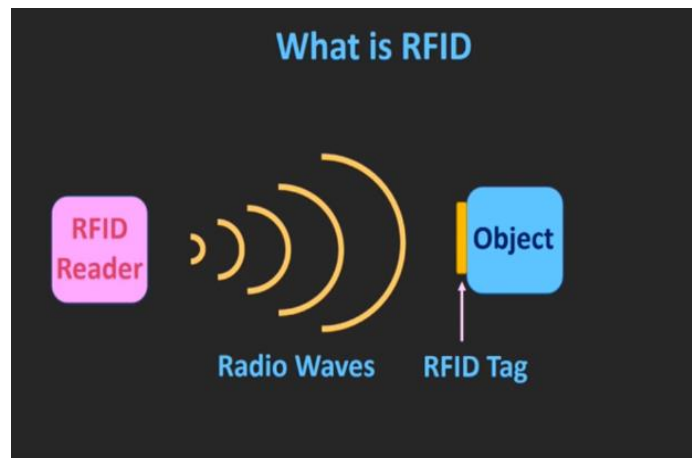 What is RFID
RFID
Reader
Object
Radio Waves
RFID Tag